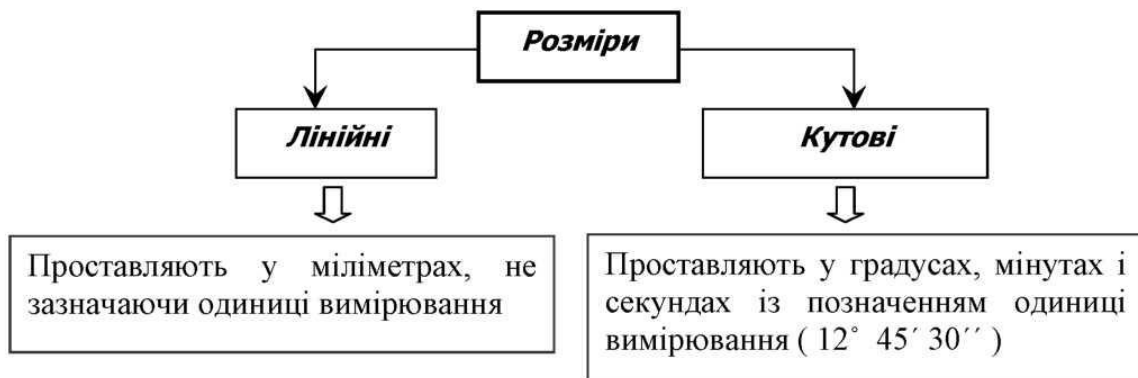 Розміри
Лінійні
Кутові
Проставляють у міліметрах, не
зазначаючи одиниці вимірювання
Проставляють у градусах, мінутах і
секундах із позначенням одиниці
вимірювання ( 12° 45´ 30´´ )